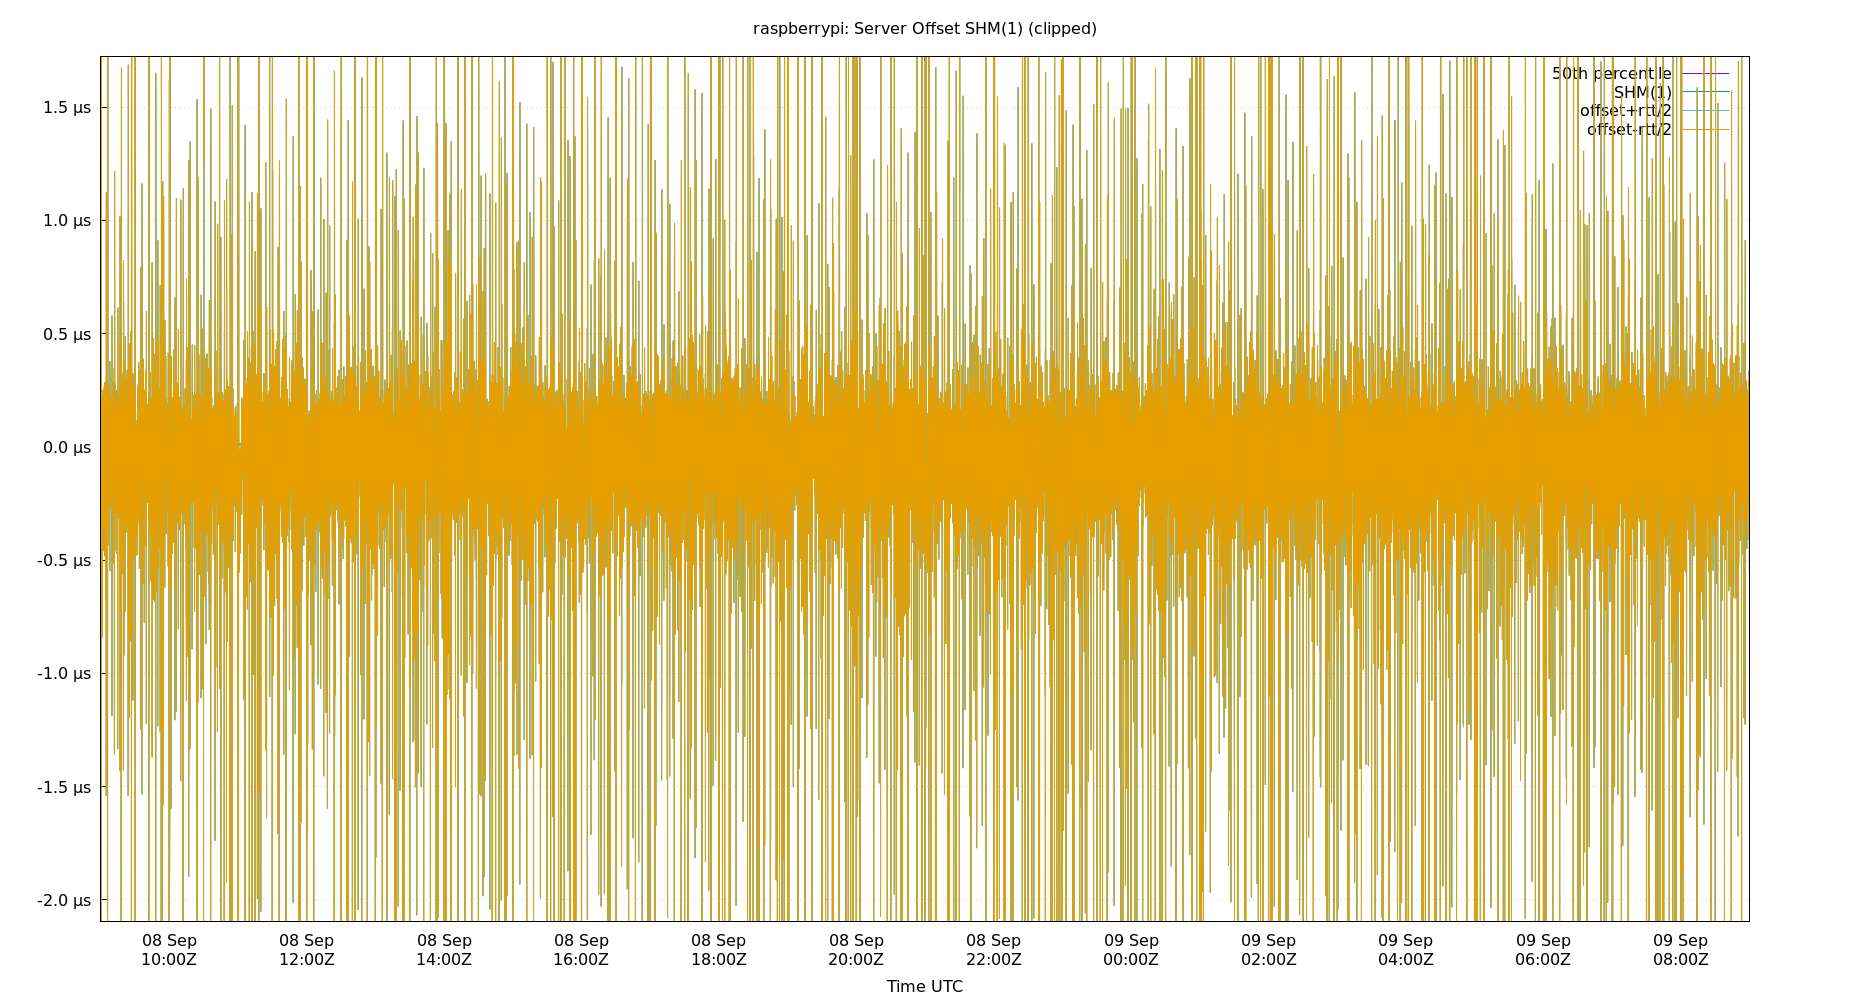 raspberrypi: Server Offset SHM(1) (clipped)
50th percentile
SHM(1)
offset+rtt/2
offset-rtt/2
1.5 µs
1.0 µs
0.5 µs
0.0 µs
-0.5 µs
-1.0 µs
-1.5 µs
-2.0 µs
08 Sep 08 Sep 08 Sep 08 Sep 08 Sep 08 Sep 08 Sep 09 Sep 09 Sep 09 Sep 09 Sep 09 Sep
10:00Z 12:00Z 14:00Z 16:00Z 18:00Z 20:00Z 22:00Z 00:00Z 02:00Z 04:00Z 06:00Z 08:00Z
Time UTC